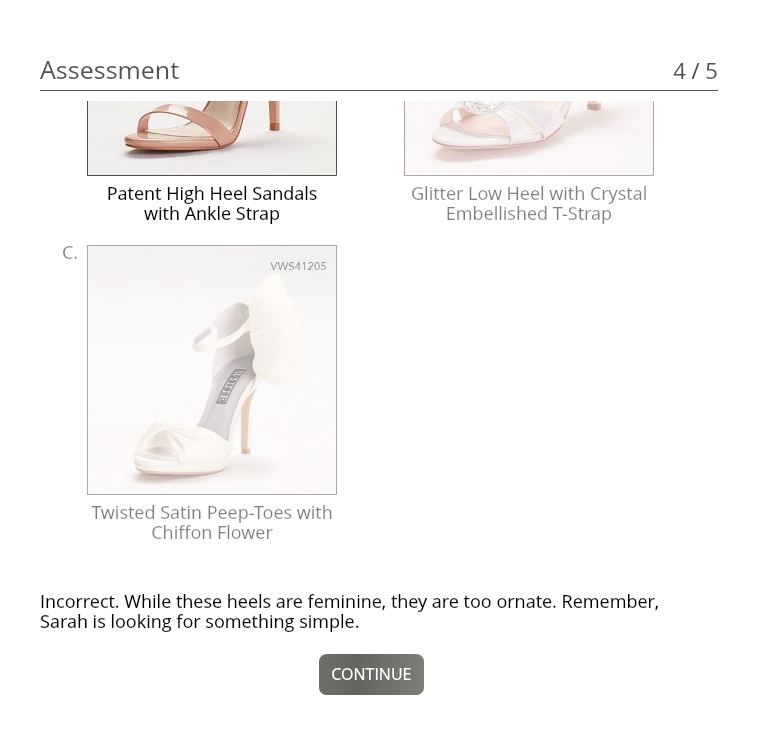 Assessment
4 / 5
Patent High Heel Sandals
with Ankle Strap
Glitter Low Heel with Crystal
Embellished T-Strap
C.
VWS41205
Twisted Satin Peep-Toes with
Chiffon Flower
Incorrect. While these heels are feminine, they are too ornate. Remember,
Sarah is looking for something simple.
CONTINUE